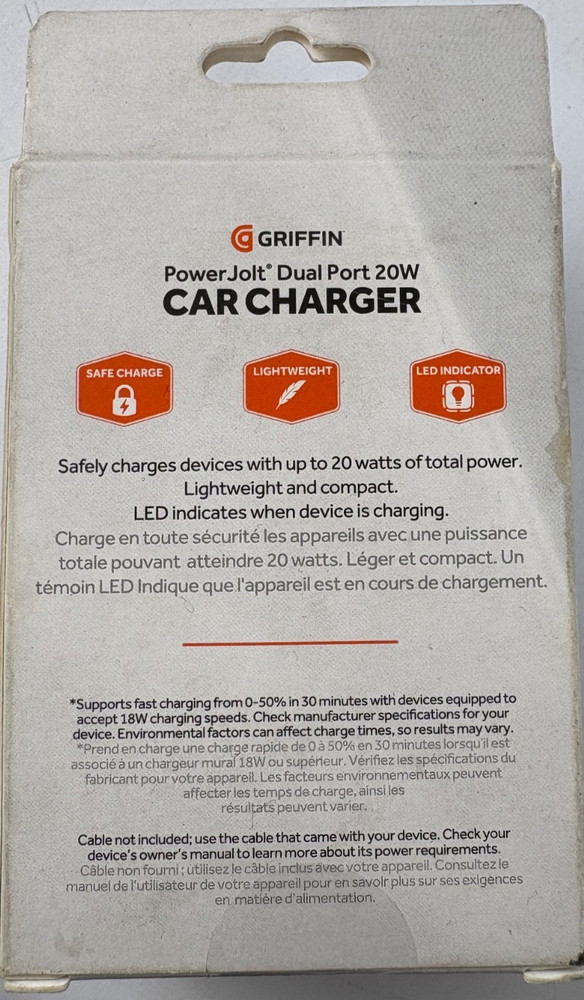 GRIFFIN
PowerJolt® Dual Port 20W
CAR CHARGER
SAFE CHARGE
LIGHTWEIGHT
LED INDICATOR
Safely charges devices with up to 20 watts of total power.
Lightweight and compact.
LED indicates when device is charging.
Charge en toute sécurité les appareils avec une puissance
totale pouvant atteindre 20 watts. Léger et compact. Un
témoin LED Indique que l'appareil est en cours de chargement.
*Supports fast charging from 0-50% in 30 minutes with devices equipped to
accept 18W charging speeds. Check manufacturer specifications for your
device. Environmental factors can affect charge times, so results may vary.
*Prend en charge une charge rapide de 0 à 50% en 30 minutes lorsqu'il est
associé à un chargeur mural 18W ou supérieur. Vérifiez les spécifications du
fabricant pour votre appareil. Les facteurs environnementaux peuvent
affecter les temps de charge, ainsi les
résultats peuvent varier.
Cable not included; use the cable that came with your device. Check your
device's owner's manual to learn more about its power requirements.
Câble non fourni ; utilisez le câble inclus avec votre appareil. Consultez le
manuel de l'utilisateur de votre appareil pour en savoir plus sur ses exigences
en matière d'alimentation.